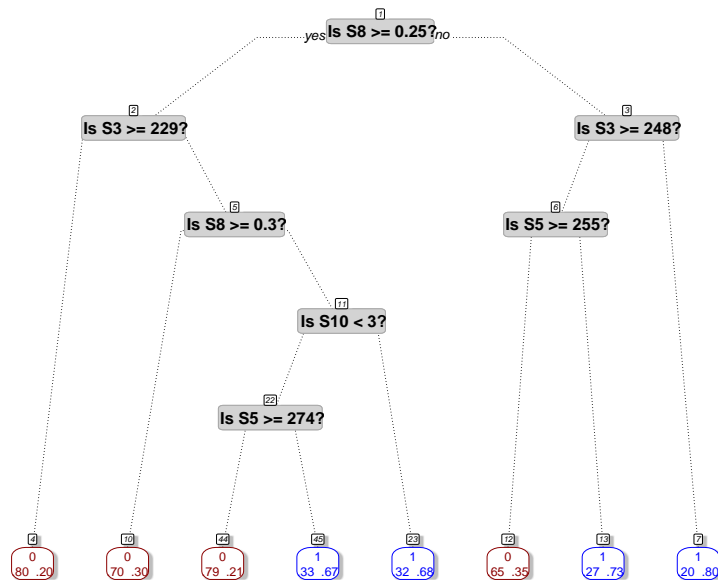 1
yes Is S8 >= 0.25? no
2 3
Is S3 >= 229? Is S3 >= 248?
5 6
Is S8 >= 0.3? Is S5 >= 255?
11
Is S10 < 3?
22
Is S5 >= 274?
4 10 44 45 23 12 13 7
0 0 0 1 1 0 1 1
80 .20 70 .30 79 .21 33 .67 32 .68 65 .35 27 .73 20 .80